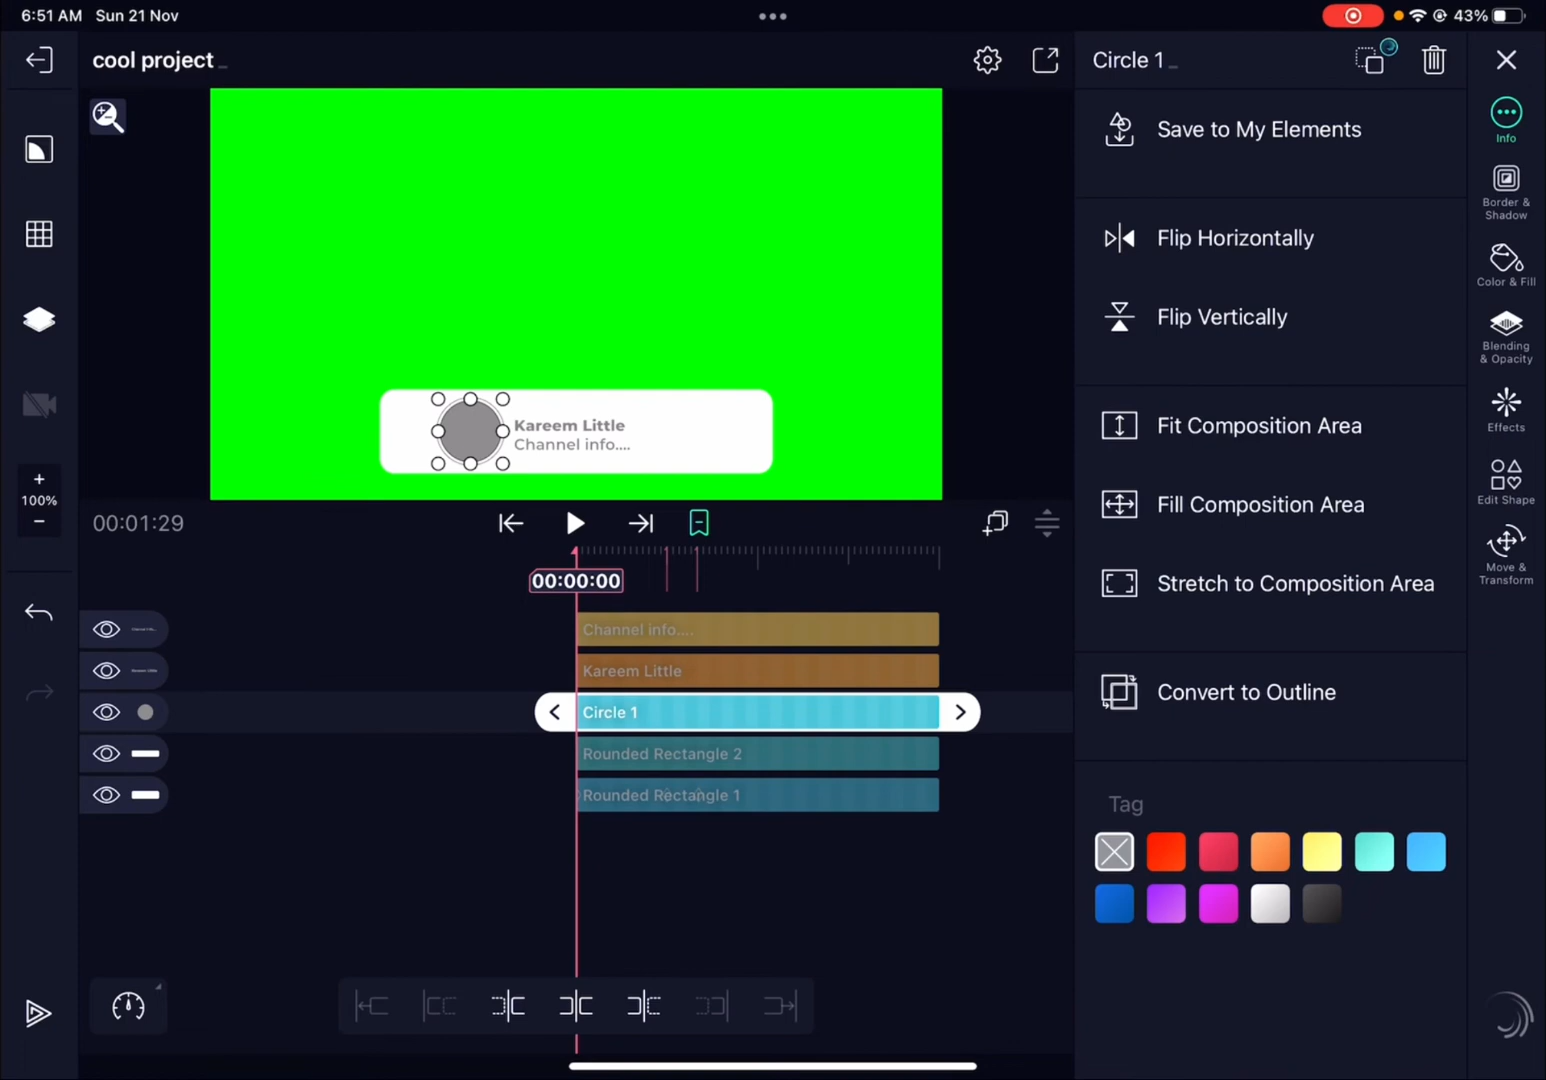 6:51 AM Sun 21 Nov
43%
cool project
Circle 1
Info
Save to My Elements
Border &
Shadow
Flip Horizontally
Color & Fill
Flip Vertically
Blending
& Opacity
Fit Composition Area
Effects
Kareem Little
Channel info....
Fill Composition Area
Edit Shape
+
100%
−
00:01:29
Stretch to Composition Area
Move &
Transform
00:00:00
Channel info....
Kareem Little
Circle 1
Convert to Outline
Rounded Rectangle 2
Rounded Rectangle 1
Tag